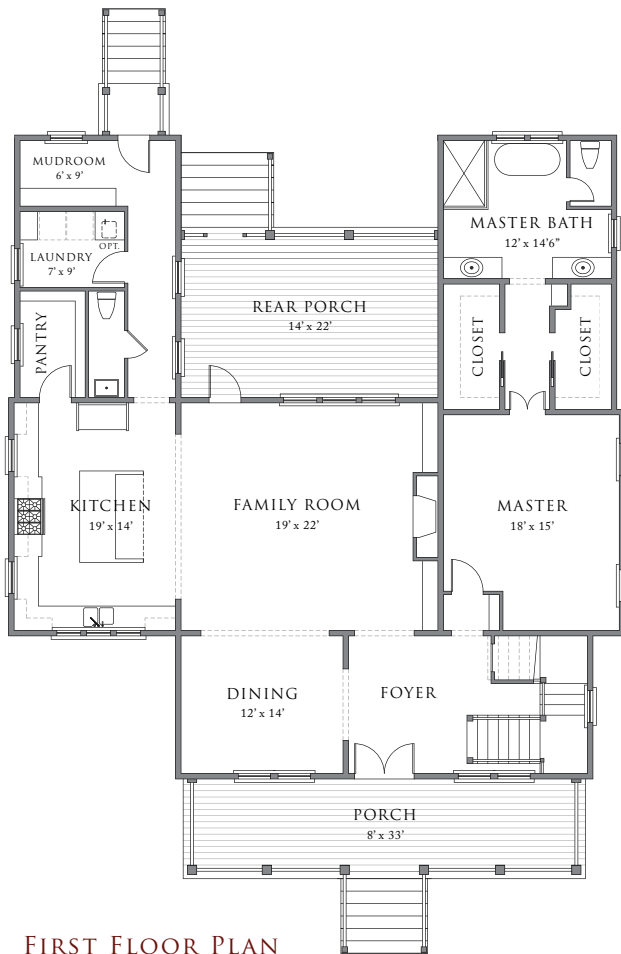 MUDROOM
6' x 9'
OPT.
LAUNDRY
7' x 9'
PANTRY
REAR PORCH
14' x 22'
MASTER BATH
12' x 14'6”
CLOSET
CLOSET
KITCHEN
19' x 14'
FAMILY ROOM
19' x 22'
MASTER
18' x 15'
DINING
12' x 14'
FOYER
PORCH
8' x 33'
FIRST FLOOR PLAN